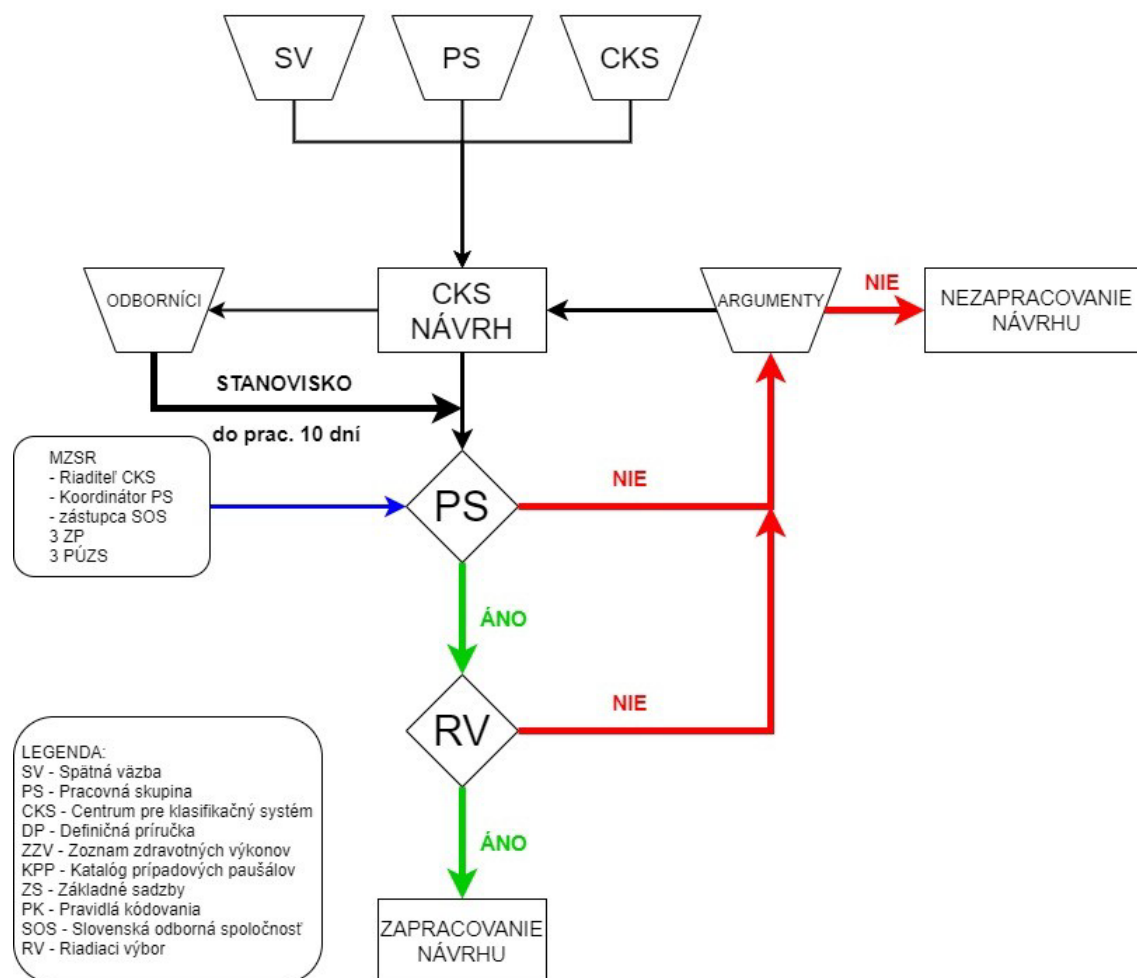 SV
PS
CKS
ODBORNÍCI
CKS
NÁVRH
ARGUMENTY
NIE
NEZAPRACOVANIE
NÁVRHU
STANOVISKO
do prac. 10 dní
MZSR
- Riaditeľ CKS
- Koordinátor PS
- zástupca SOS
3 ZP
3 PÚZS
PS
NIE
ÁNO
RV
NIE
ÁNO
ZAPRACOVANIE
NÁVRHU
LEGENDA:
SV - Spätná väzba
PS - Pracovná skupina
CKS - Centrum pre klasifikačný systém
DP - Definičná príručka
ZZV - Zoznam zdravotných výkonov
KPP - Katalóg prípadových paušálov
ZS - Základné sadzby
PK - Pravidlá kódovania
SOS - Slovenská odborná spoločnosť
RV - Riadiaci výbor